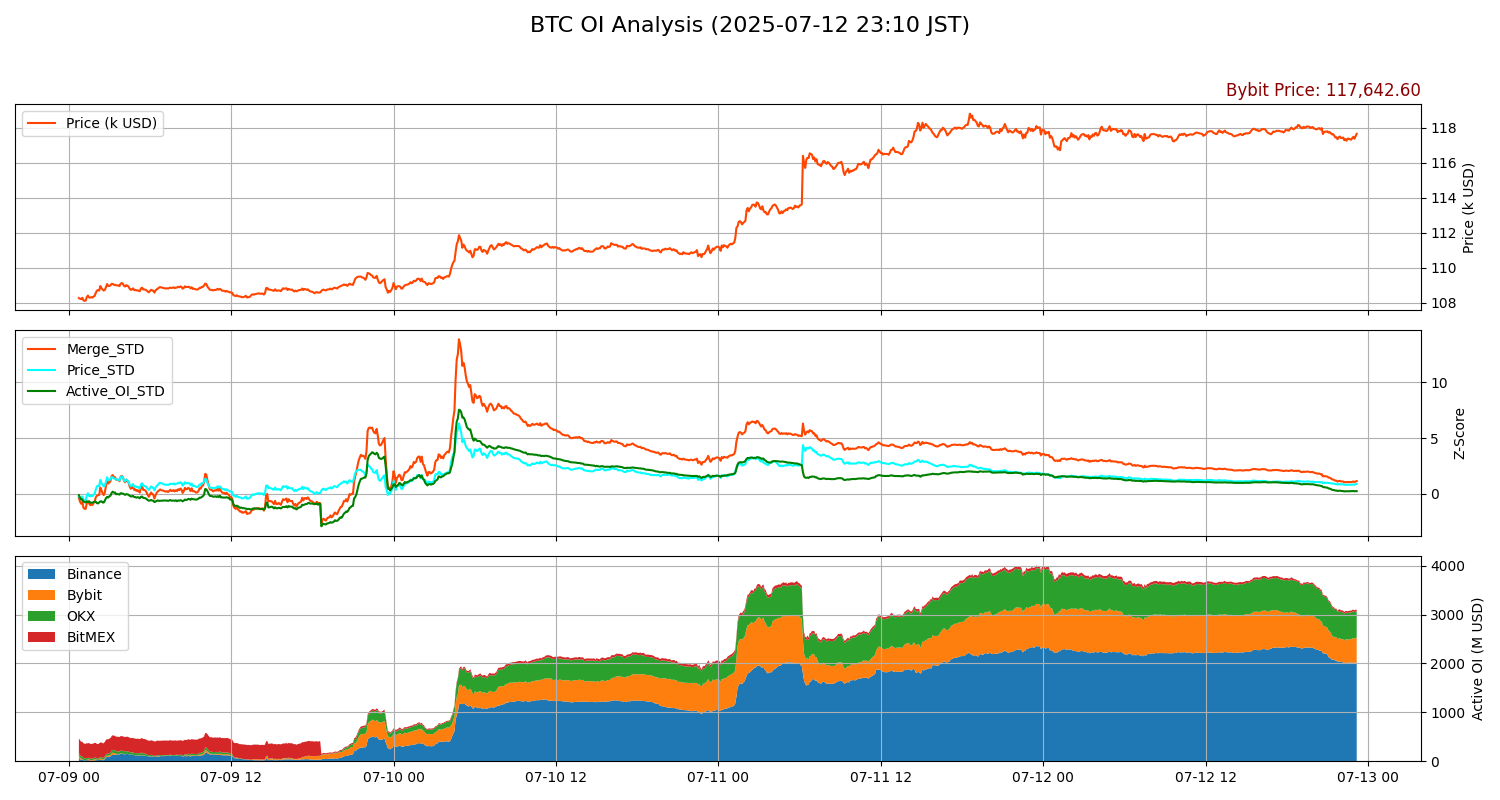 BTC OI Analysis (2025-07-12 23:10 JST)
Bybit Price: 117,642.60
Price (k USD)
118
116
114
112
110
108
Price (k USD)
Merge_STD
Price_STD
Active_OI_STD
10
5
0
Z-Score
Binance
Bybit
OKX
BitMEX
4000
3000
2000
1000
0
Active OI (M USD)
07-09 00 07-09 12 07-10 00 07-10 12 07-11 00 07-11 12 07-12 00 07-12 12 07-13 00